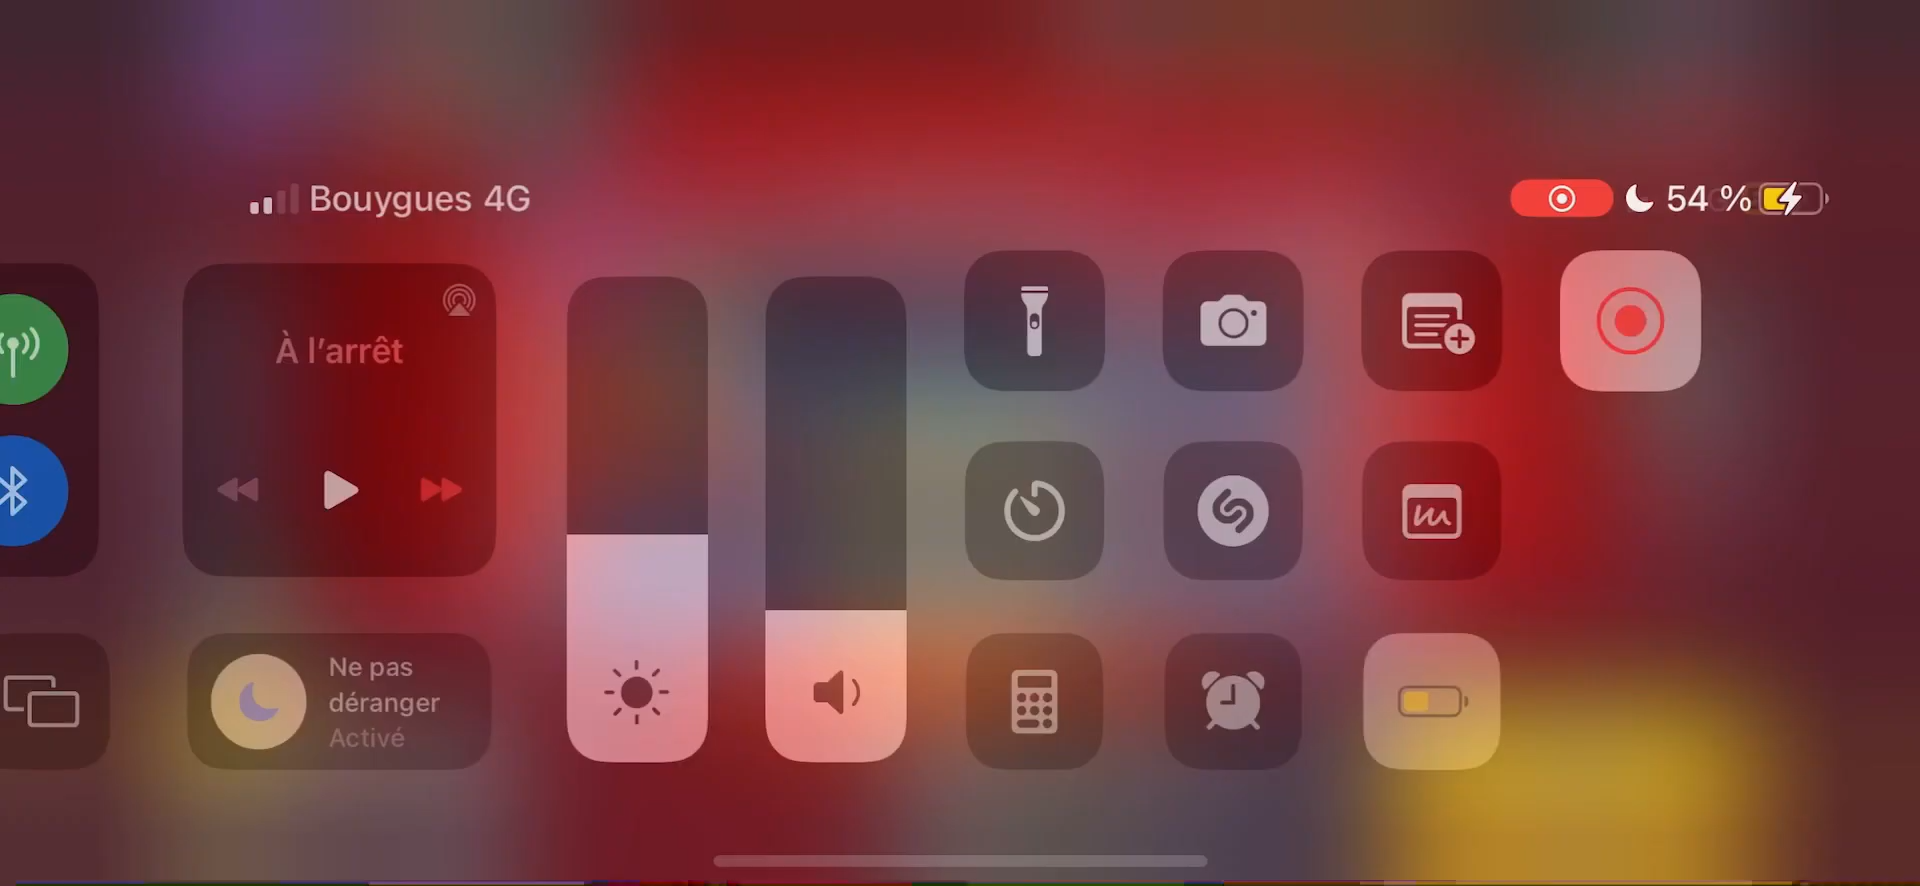 Bouygues 4G
54 %
À l’arrêt
Ne pas
déranger
Activé